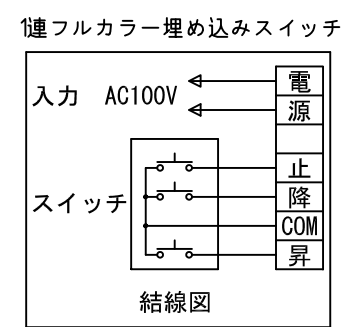 1連フルカラー埋め込みスイッチ
入力 AC100V
電
源
止
降
スイッチ
COM
昇
結線図